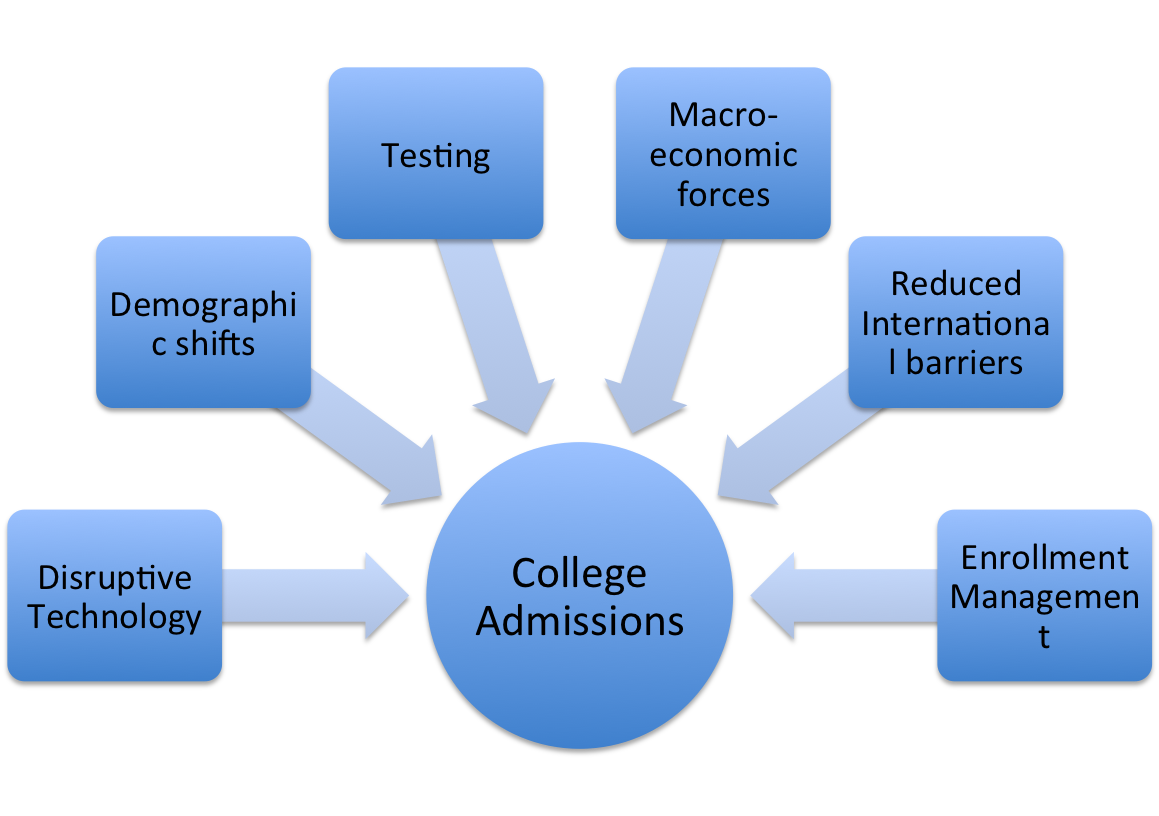 Testing
Macro-
economic
forces
Demographi
c shifts
Reduced
Internationa
l barriers
Disruptive
Technology
College
Admissions
Enrollment
Managemen
t